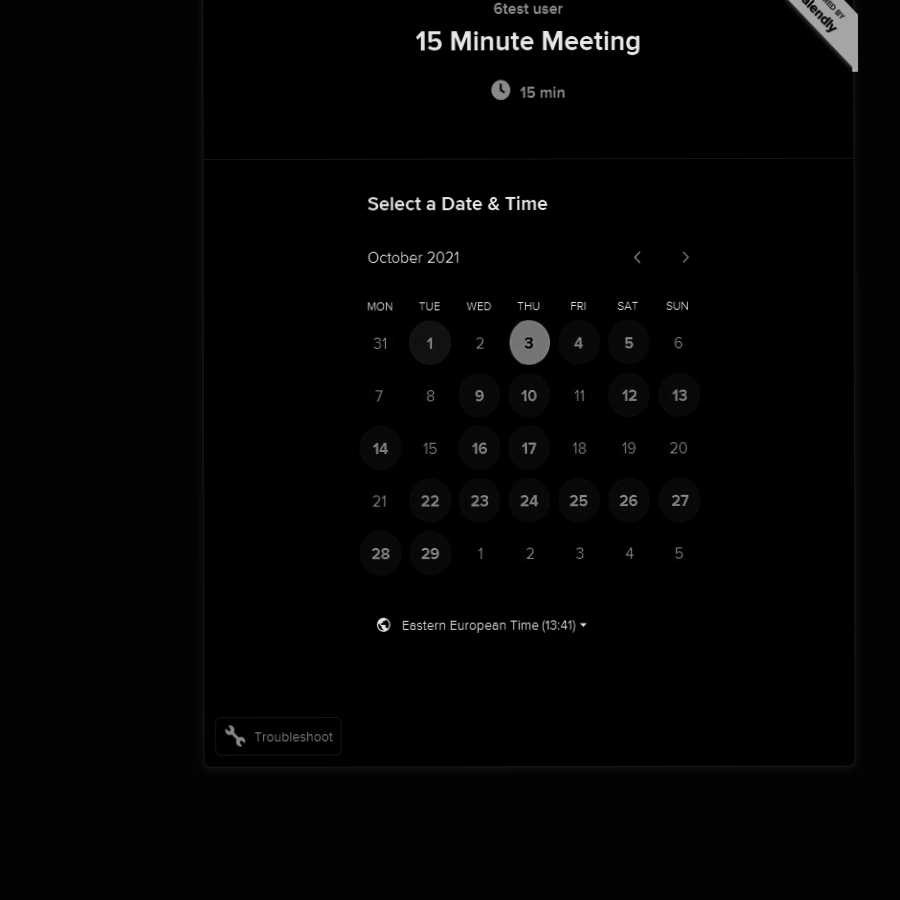 6test user
15 Minute Meeting
15 min
Select a Date & Time
October 2021
MON TUE WED THU FRI SAT SUN
31 1 2 3 4 5 6
7 8 9 10 11 12 13
14 15 16 17 18 19 20
21 22 23 24 25 26 27
28 29 1 2 3 4 5
Eastern European Time (13:41)
Troubleshoot